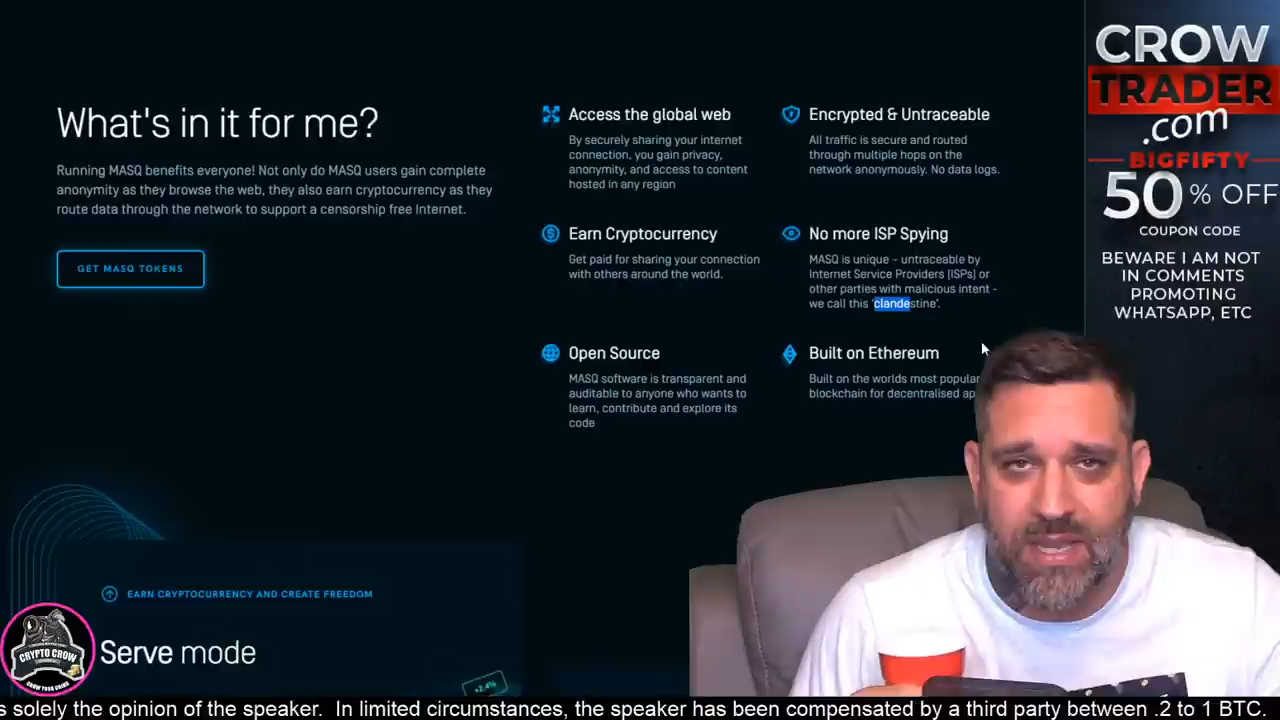 What's in it for me?
Running MASQ benefits everyone! Not only do MASQ users gain complete
anonymity as they browse the web, they also earn cryptocurrency as they
route data through the network to support a censorship free Internet.
GET MASQ TOKENS
Access the global web
By securely sharing your internet
connection, you gain privacy,
anonymity, and access to content
hosted in any region
Encrypted & Untraceable
All traffic is secure and routed
through multiple hops on the
network anonymously. No data logs.
Earn Cryptocurrency
Get paid for sharing your connection
with others around the world.
No more ISP Spying
MASQ is unique - untraceable by
Internet Service Providers (ISPs) or
other parties with malicious intent -
we call this 'clandestine'.
Open Source
MASQ software is transparent and
auditable to anyone who wants to
learn, contribute and explore its
code
Built on Ethereum
Built on the worlds most popular
blockchain for decentralised ap
EARN CRYPTOCURRENCY AND CREATE FREEDOM
Serve mode
+2.4%
CROW
TRADER
.com
BIGFIFTY
50% OFF
COUPON CODE
BEWARE I AM NOT
IN COMMENTS
PROMOTING
WHATSAPP, ETC
CRYPTO CROW
GROW YOUR COINS
s solely the opinion of the speaker. In limited circumstances, the speaker has been compensated by a third party between .2 to 1 BTC.